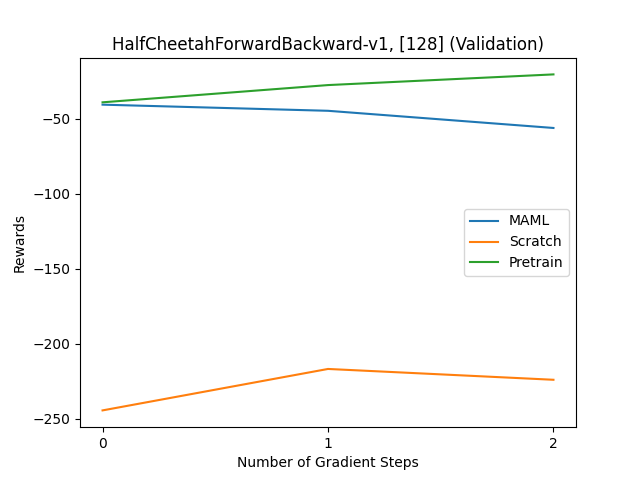 HalfCheetahForwardBackward-v1, [128] (Validation)
Rewards
−50
−100
−150
−200
−250
MAML
Scratch
Pretrain
0
1
2
Number of Gradient Steps